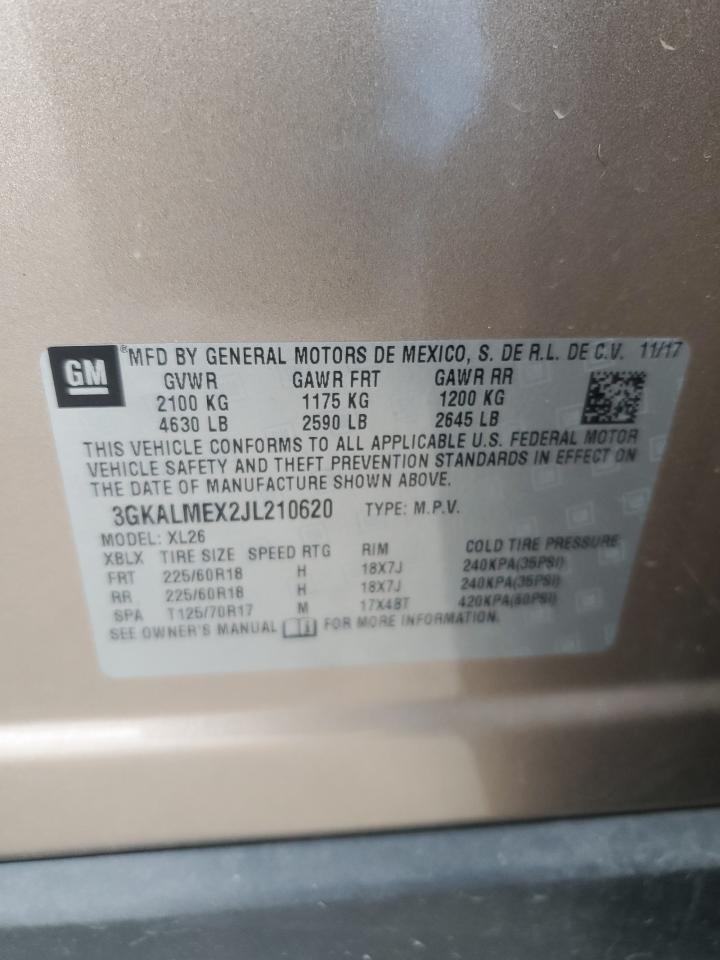 GM
®MFD BY GENERAL MOTORS DE MEXICO, S. DE R.L. DE C.V. 11/17
GVWR GAWR FRT GAWR RR
2100 KG 1175 KG 1200 KG
4630 LB 2590 LB 2645 LB
THIS VEHICLE CONFORMS TO ALL APPLICABLE U.S. FEDERAL MOTOR
VEHICLE SAFETY AND THEFT PREVENTION STANDARDS IN EFFECT ON
THE DATE OF MANUFACTURE SHOWN ABOVE.
3GKALMEX2JL210620 TYPE: M.P.V.
MODEL: XL26
XBLX TIRE SIZE SPEED RTG RIM COLD TIRE PRESSURE
FRT 225/60R18 H 18X7J 240KPA(35PSI)
RR 225/60R18 H 18X7J 240KPA(35PSI)
SPA T125/70R17 M 17X4BT 420KPA(60PSI)
SEE OWNER'S MANUAL FOR MORE INFORMATION.